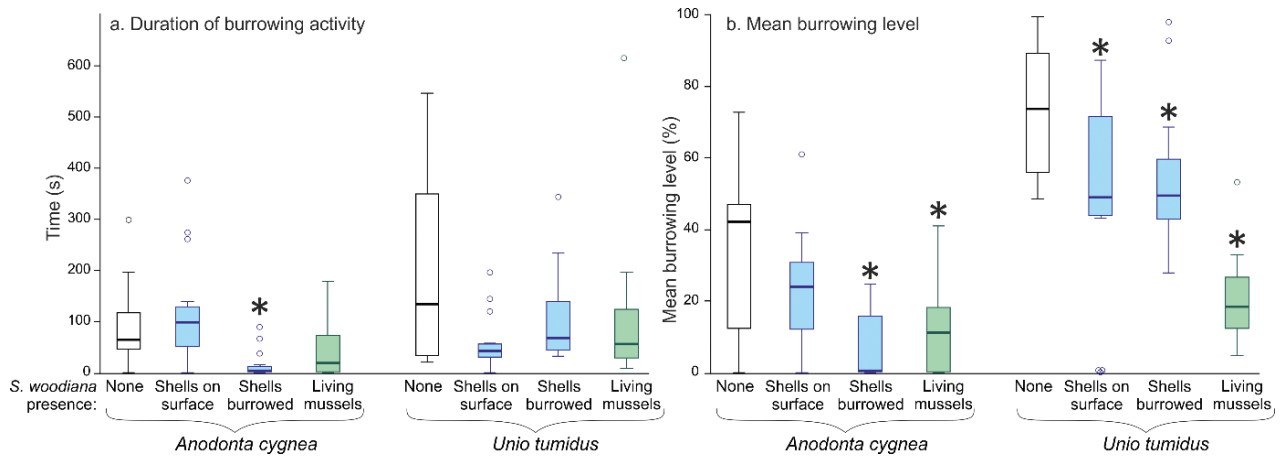 a. Duration of burrowing activity
Time (s)
600
500
400
300
200
100
0
*
S. woodiana presence:
None
Shells on surface
Shells burrowed
Living mussels
None
Shells on surface
Shells burrowed
Living mussels
Anodonta cygnea
Unio tumidus
b. Mean burrowing level
Mean burrowing level (%)
100
80
60
40
20
0
*
*
*
*
*
None
Shells on surface
Shells burrowed
Living mussels
None
Shells on surface
Shells burrowed
Living mussels
Anodonta cygnea
Unio tumidus